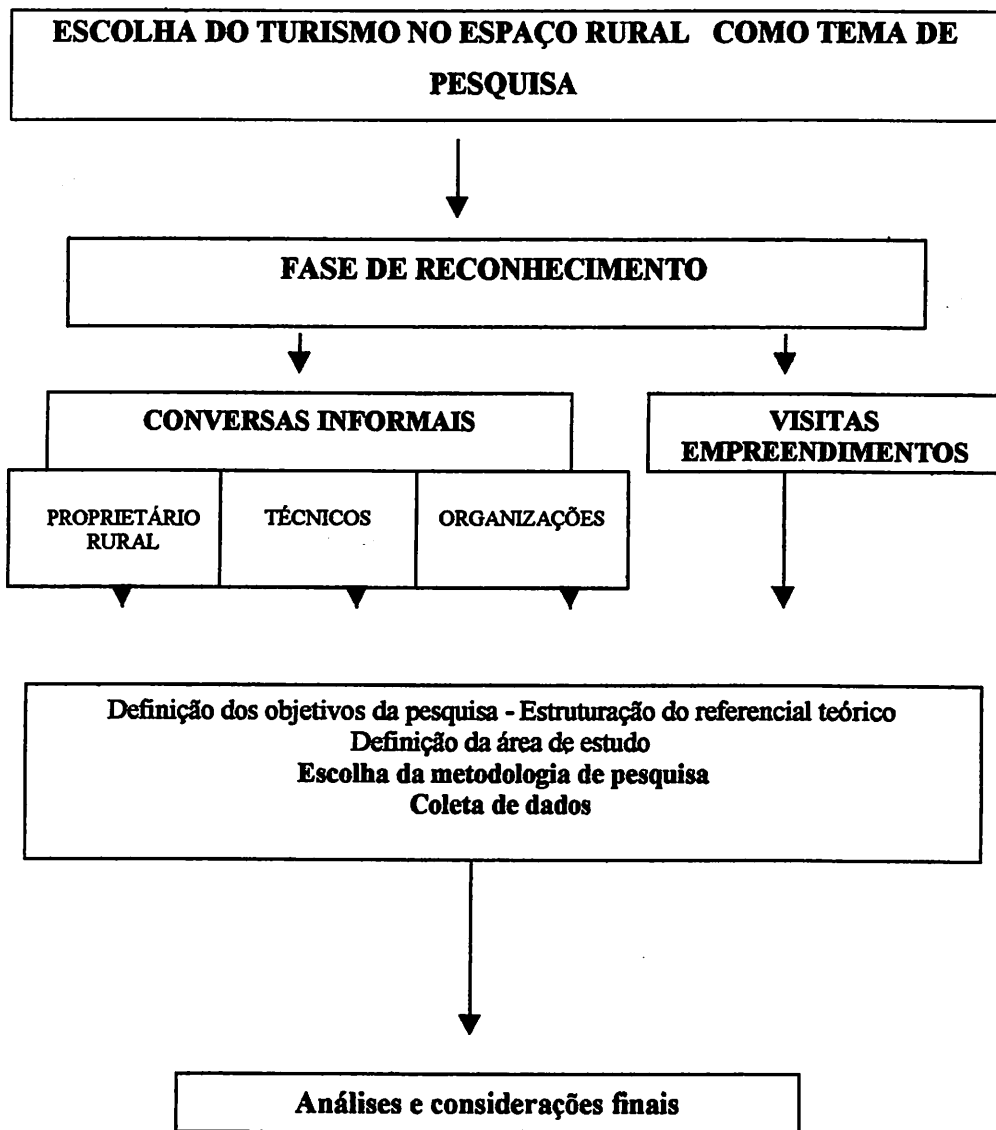 ESCOLHA DO TURISMO NO ESPAÇO RURAL COMO TEMA DE
PESQUISA
FASE DE RECONHECIMENTO
CONVERSAS INFORMAIS
VISITAS
EMPREENDIMENTOS
PROPRIETÁRIO
RURAL
TÉCNICOS
ORGANIZAÇÕES
Definição dos objetivos da pesquisa - Estruturação do referencial teórico
Definição da área de estudo
Escolha da metodologia de pesquisa
Coleta de dados
Análises e considerações finais